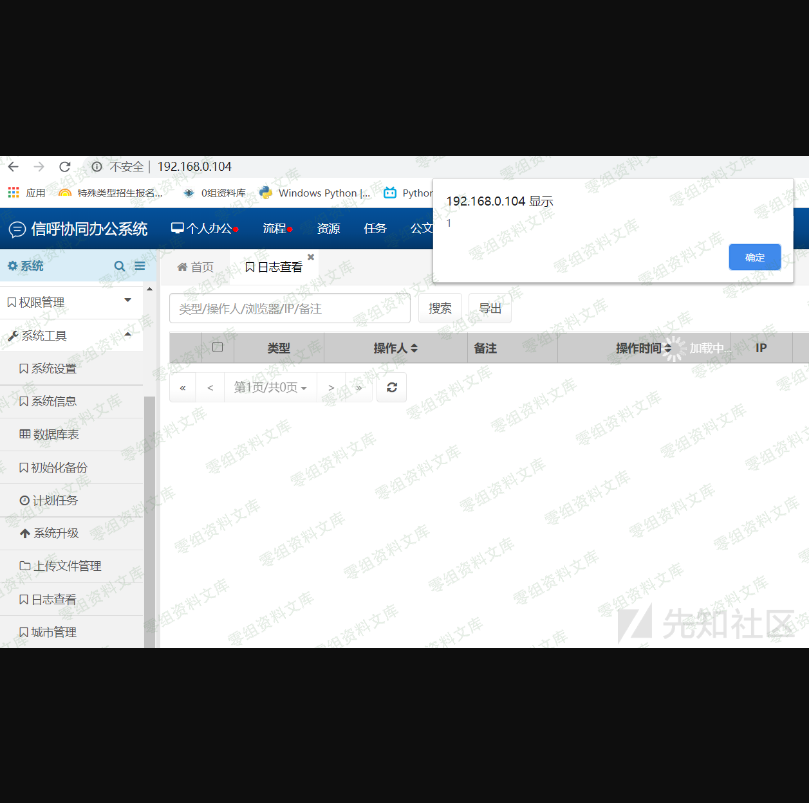 不安全 | 192.168.0.104
应用 特殊类型招生报名... 0组资料库 Windows Python |... Python
192.168.0.104 显示
1
确定
信呼协同办公系统 个人办公 流程 资源 任务 公文
系统
首页 日志查看
权限管理
类型/操作人/浏览器/IP/备注 搜索 导出
系统工具
类型 操作人 备注 操作时间 加载中... IP
系统设置
« < 第1页/共0页 > »
系统信息
数据库表
初始化备份
计划任务
系统升级
上传文件管理
日志查看
城市管理
零组资料文库
先知社区